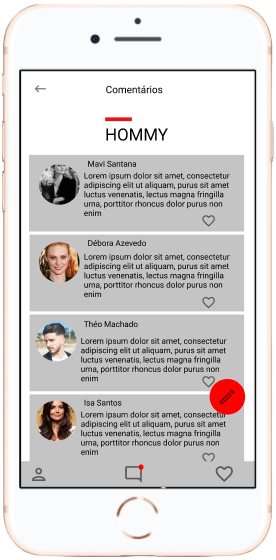 Comentários
HOMMY
Mavi Santana
Lorem ipsum dolor sit amet, consectetur
adipiscing elit ut aliquam, purus sit amet
luctus venenatis, lectus magna fringilla
urna, porttitor rhoncus dolor purus non
enim
Débora Azevedo
Lorem ipsum dolor sit amet, consectetur
adipiscing elit ut aliquam, purus sit amet
luctus venenatis, lectus magna fringilla
urna, porttitor rhoncus dolor purus non
enim
Théo Machado
Lorem ipsum dolor sit amet, consectetur
adipiscing elit ut aliquam, purus sit amet
luctus venenatis, lectus magna fringilla
urna, porttitor rhoncus dolor purus non
enim
Isa Santos
Lorem ipsum dolor sit amet, consectetur
adipiscing elit ut aliquam, purus sit amet
luctus venenatis, lectus magna fringilla
urna, porttitor rhoncus dolor purus non
enim